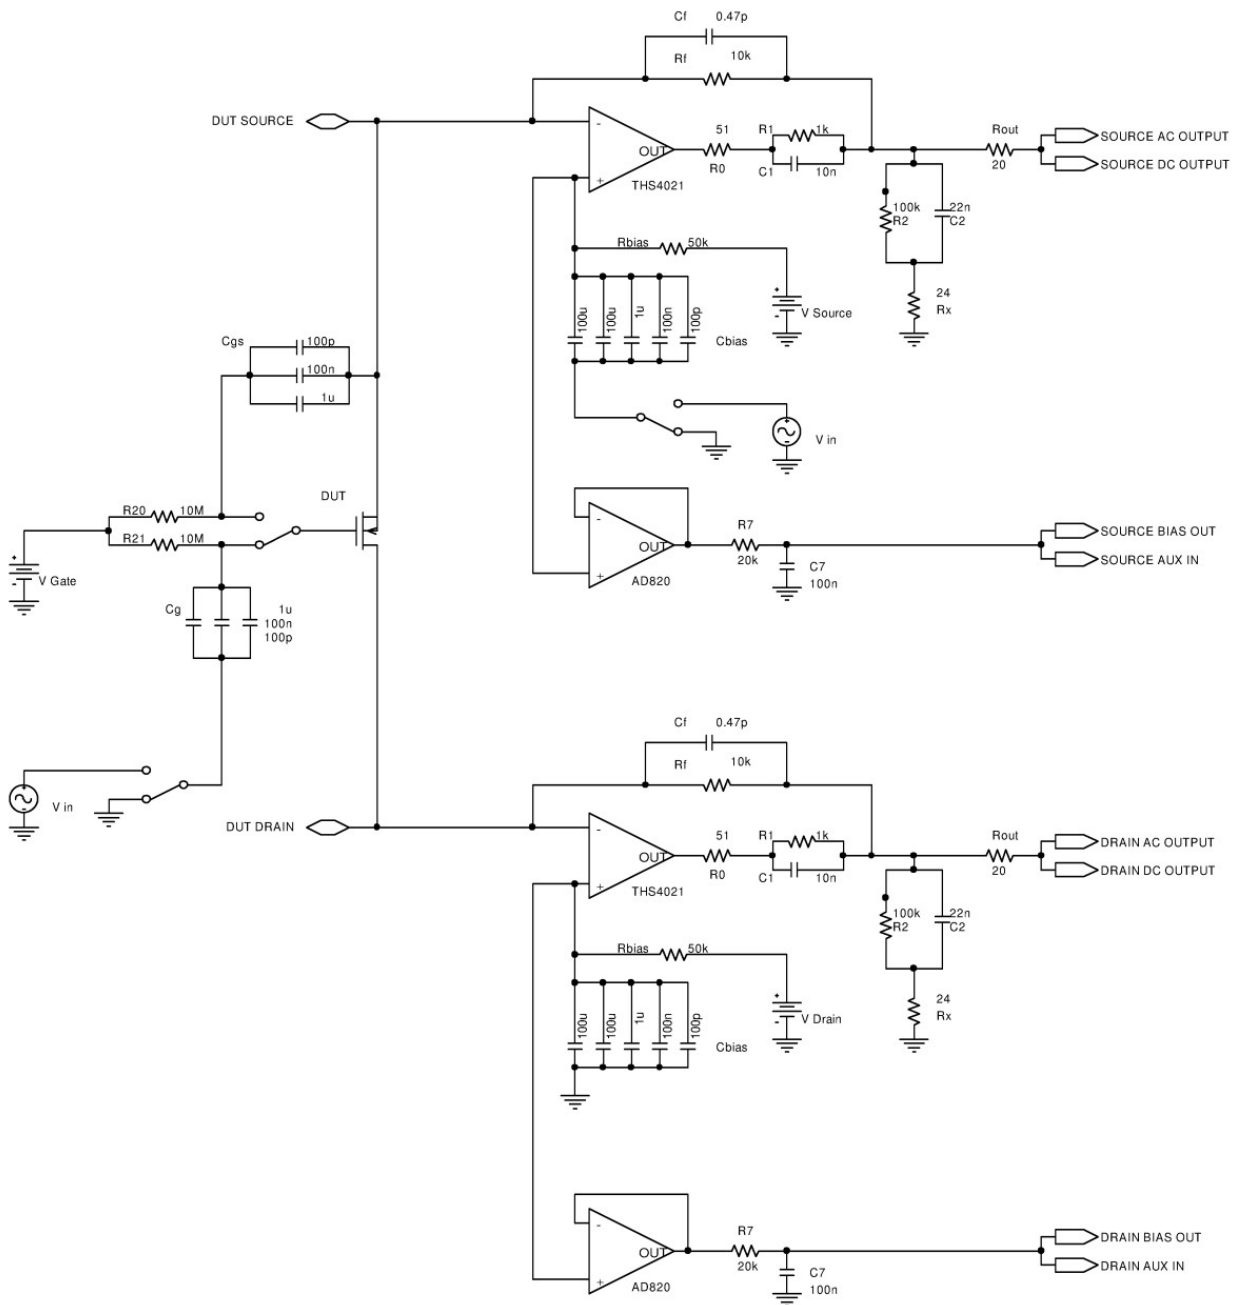 Cf 0.47p
Rf 10k
DUT SOURCE
-
OUT
+
THS4021
51
R0
R1 1k
C1 10n
Rout
20
SOURCE AC OUTPUT
SOURCE DC OUTPUT
100k
R2
22n
C2
24
Rx
Rbias 50k
100u
100u
1u
100n
100p
Cbias
+
-
V Source
Cgs
100p
100n
1u
+
V in
DUT
R20 10M
R21 10M
+
-
V Gate
-
OUT
+
AD820
R7
20k
C7
100n
SOURCE BIAS OUT
SOURCE AUX IN
Cg
1u
100n
100p
+
V in
Cf 0.47p
Rf 10k
DUT DRAIN
-
OUT
+
THS4021
51
R0
R1 1k
C1 10n
Rout
20
DRAIN AC OUTPUT
DRAIN DC OUTPUT
100k
R2
22n
C2
24
Rx
Rbias 50k
100u
100u
1u
100n
100p
Cbias
+
-
V Drain
-
OUT
+
AD820
R7
20k
C7
100n
DRAIN BIAS OUT
DRAIN AUX IN